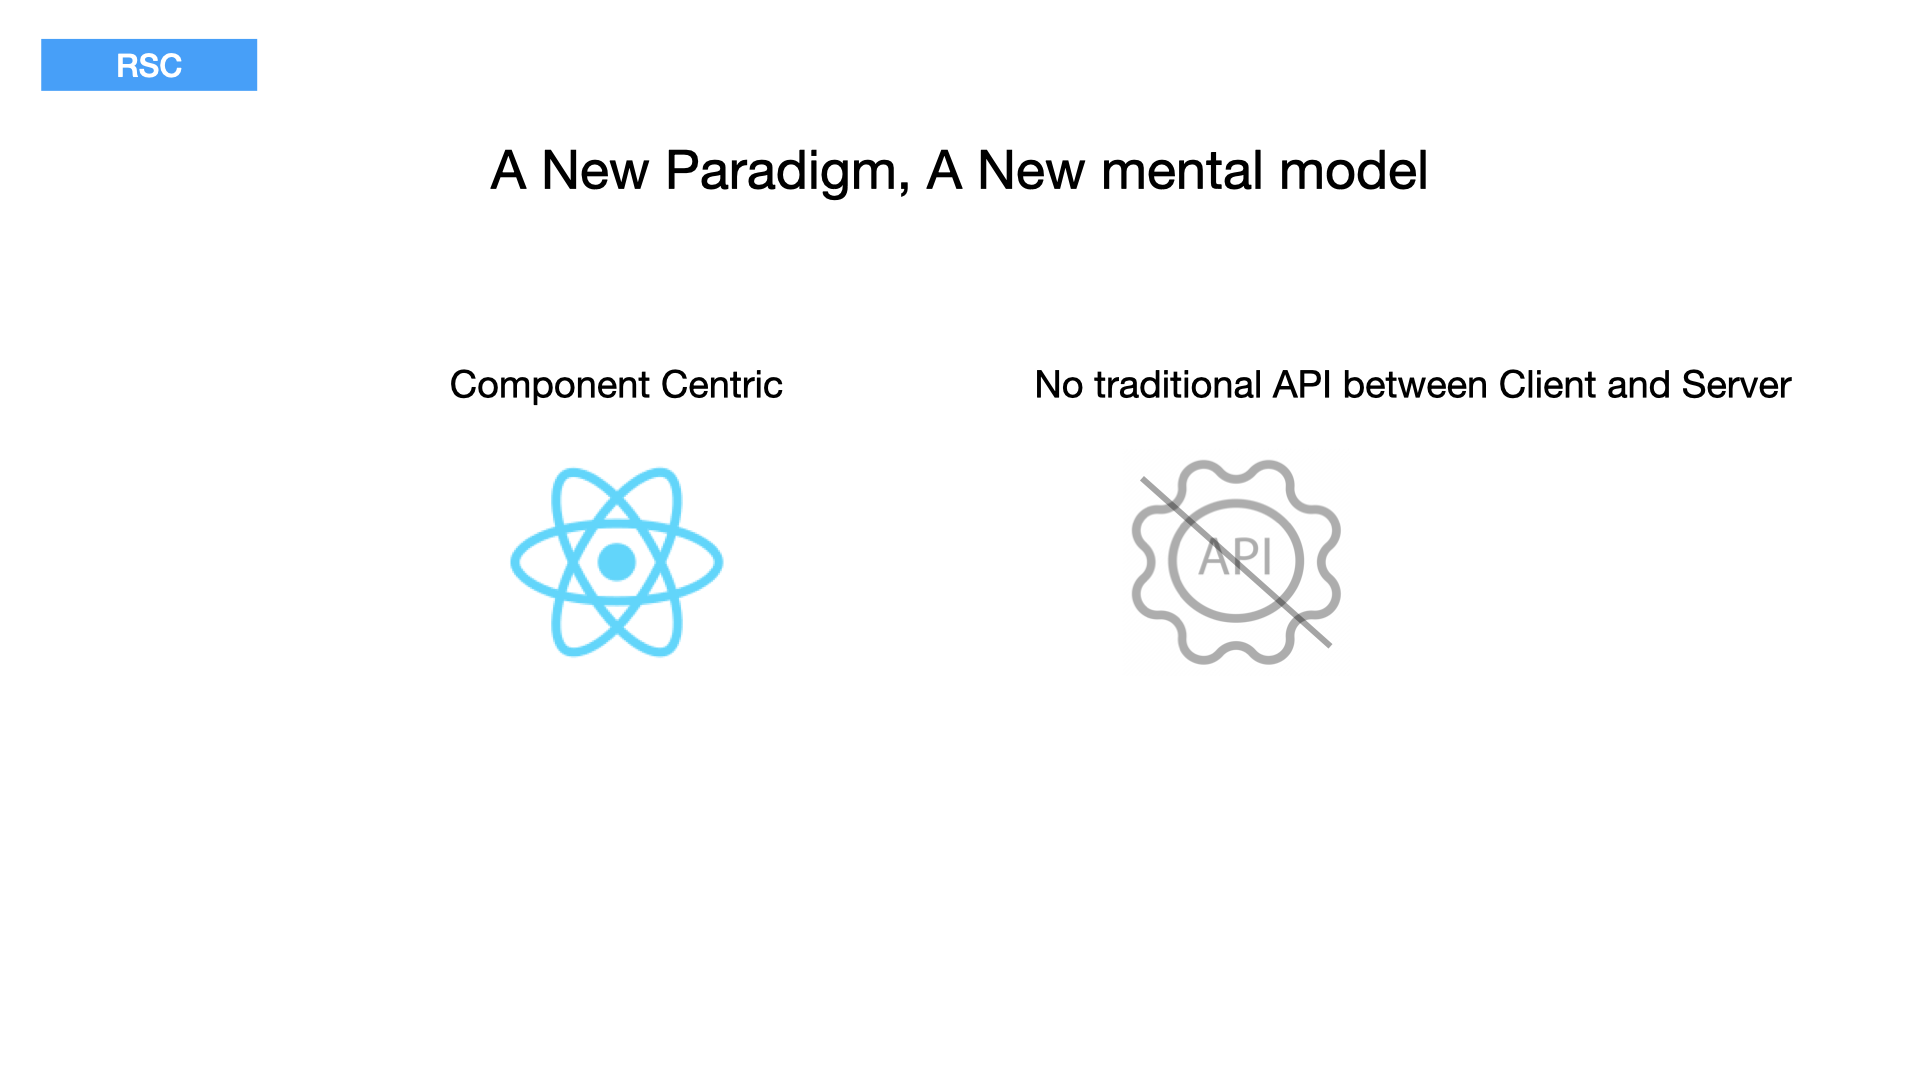 RSC
A New Paradigm, A New mental model
Component Centric
No traditional API between Client and Server
API